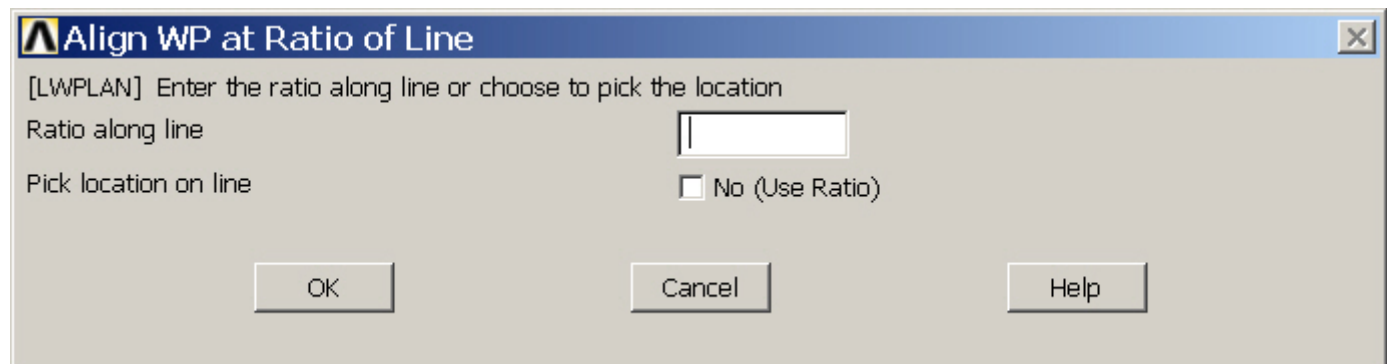 Align WP at Ratio of Line
[LWPLAN] Enter the ratio along line or choose to pick the location
Ratio along line
Pick location on line
No (Use Ratio)
OK
Cancel
Help